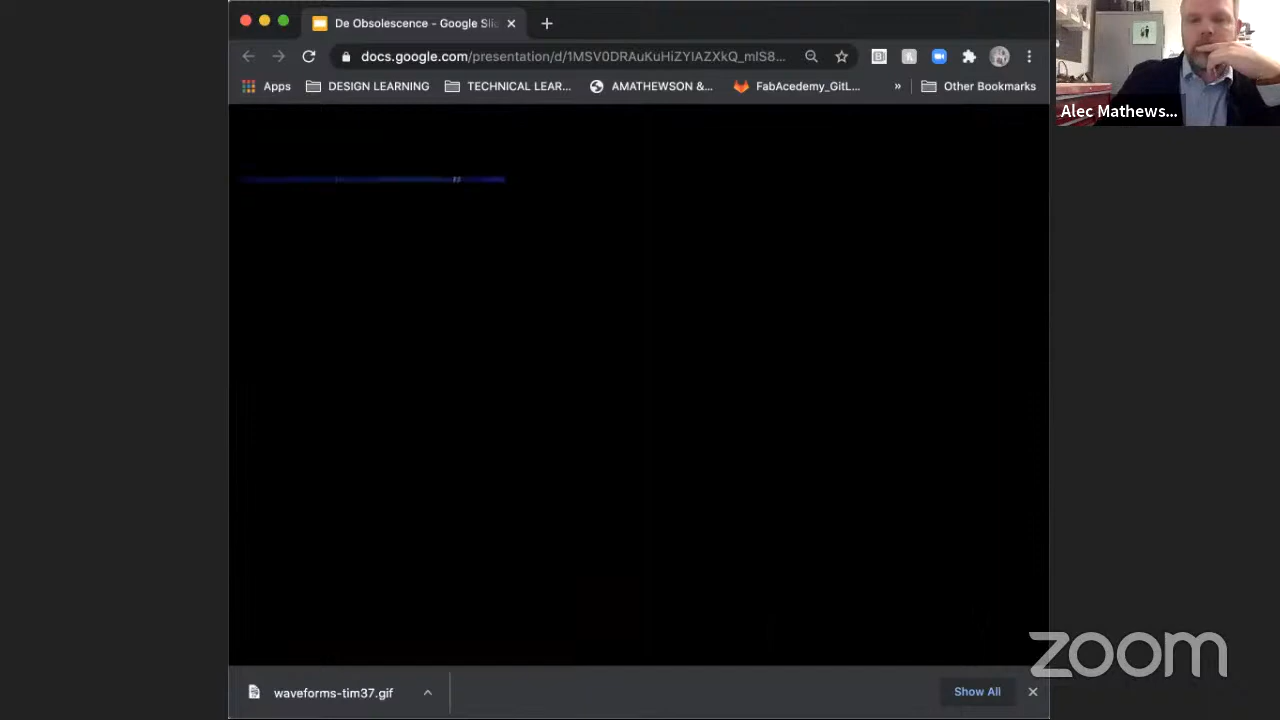 De Obsolescence - Google Slic
docs.google.com/presentation/d/1MSV0DRAuKuHiZYIAZXkQ_mIS8...
Apps
DESIGN LEARNING
TECHNICAL LEAR...
AMATHEWSON &...
FabAcedemy_GitL...
»
Other Bookmarks
Alec Mathews...
waveforms-tim37.gif
Show All
zoom